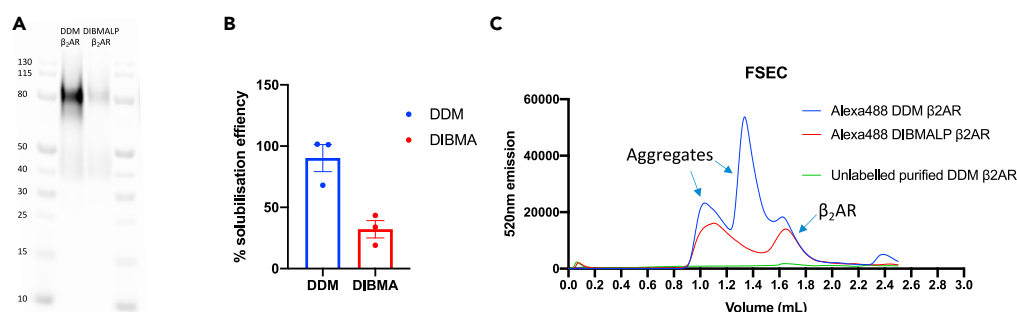 A
DDM DIBMALP
β2AR β2AR
130
115
80
50
40
30
25
15
10
B
% solubilisation effiency
150
100
50
0
DDM
DIBMA
DDM DIBMA
C
FSEC
520nm emission
60000
40000
20000
0
Aggregates
β₂AR
Alexa488 DDM β2AR
Alexa488 DIBMALP β2AR
Unlabelled purified DDM β2AR
0.0 0.2 0.4 0.6 0.8 1.0 1.2 1.4 1.6 1.8 2.0 2.2 2.4 2.6 2.8 3.0
Volume (mL)